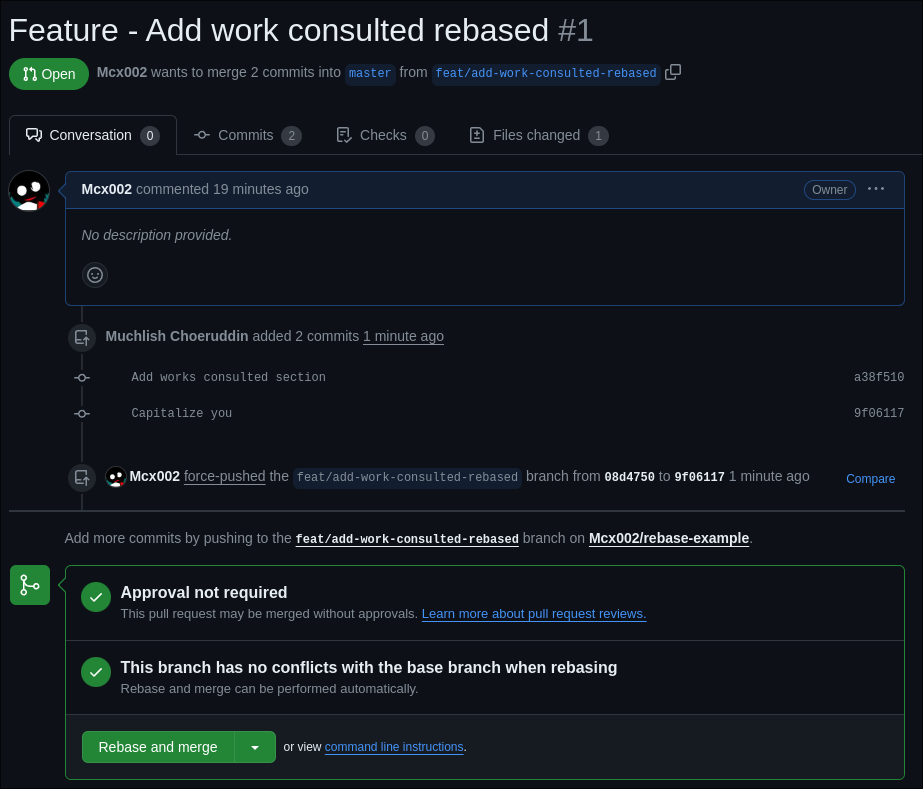 Feature - Add work consulted rebased #1
Open Mcx002 wants to merge 2 commits into master from feat/add-work-consulted-rebased
Conversation 0 Commits 2 Checks 0 Files changed 1
Mcx002 commented 19 minutes ago Owner ...
No description provided.
Muchlish Choeruddin added 2 commits 1 minute ago
Add works consulted section a38f510
Capitalize you 9f06117
Mcx002 force-pushed the feat/add-work-consulted-rebased branch from 08d4750 to 9f06117 1 minute ago Compare
Add more commits by pushing to the feat/add-work-consulted-rebased branch on Mcx002/rebase-example.
Approval not required
This pull request may be merged without approvals. Learn more about pull request reviews.
This branch has no conflicts with the base branch when rebasing
Rebase and merge can be performed automatically.
Rebase and merge or view command line instructions.